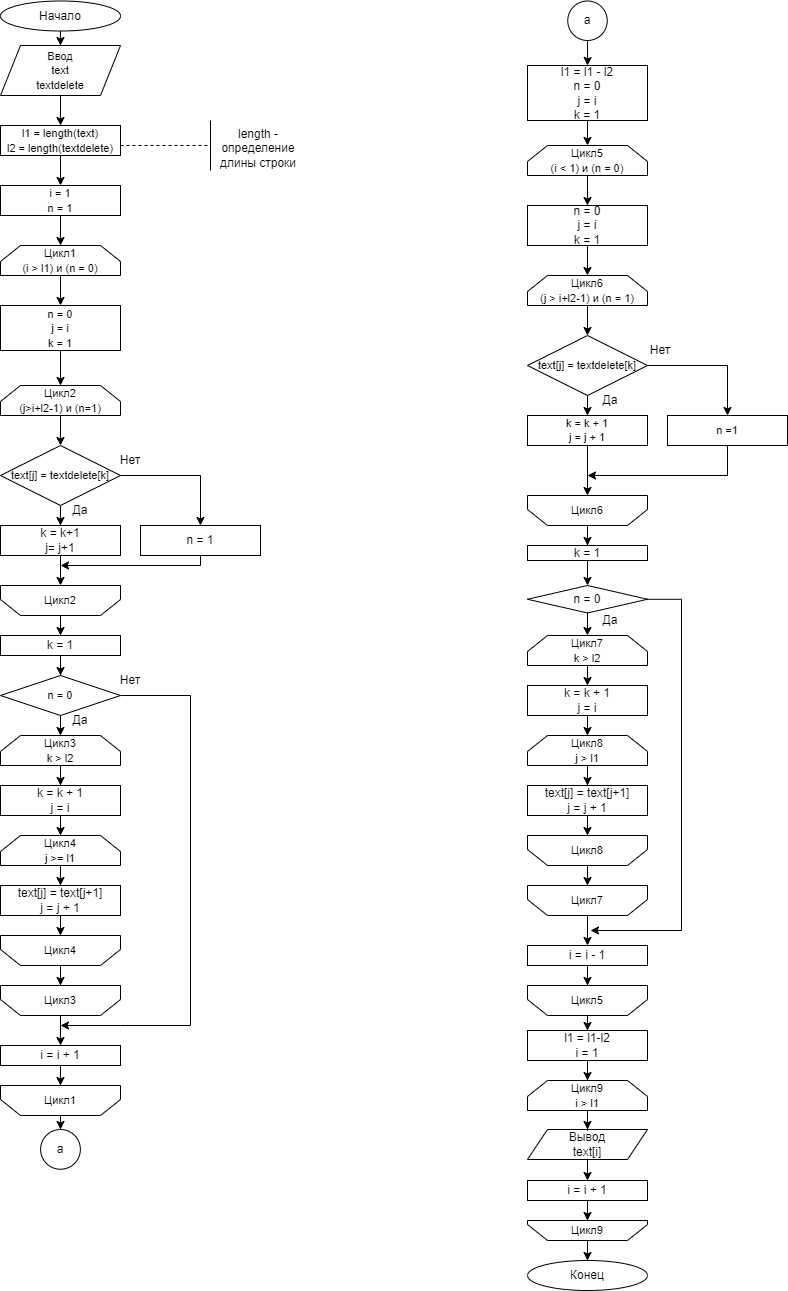 Начало
Ввод
text
textdelete
l1 = length(text)
l2 = length(textdelete)
length -
определение
длины строки
i = 1
n = 1
Цикл1
(i > l1) и (n = 0)
n = 0
j = i
k = 1
Цикл2
(j>i+l2-1) и (n=1)
text[j] = textdelete[k]
Нет
Да
k = k+1
j= j+1
n = 1
Цикл2
k = 1
n = 0
Нет
Да
Цикл3
k > l2
k = k + 1
j = i
Цикл4
j >= l1
text[j] = text[j+1]
j = j + 1
Цикл4
Цикл3
i = i + 1
Цикл1
a
a
l1 = l1 - l2
n = 0
j = i
k = 1
Цикл5
(i < 1) и (n = 0)
n = 0
j = i
k = 1
Цикл6
(j > i+l2-1) и (n = 1)
text[j] = textdelete[k]
Нет
Да
k = k + 1
j = j + 1
n =1
Цикл6
k = 1
n = 0
Да
Цикл7
k > l2
k = k + 1
j = i
Цикл8
j > l1
text[j] = text[j+1]
j = j + 1
Цикл8
Цикл7
i = i - 1
Цикл5
l1 = l1-l2
i = 1
Цикл9
i > l1
Вывод
text[i]
i = i + 1
Цикл9
Конец